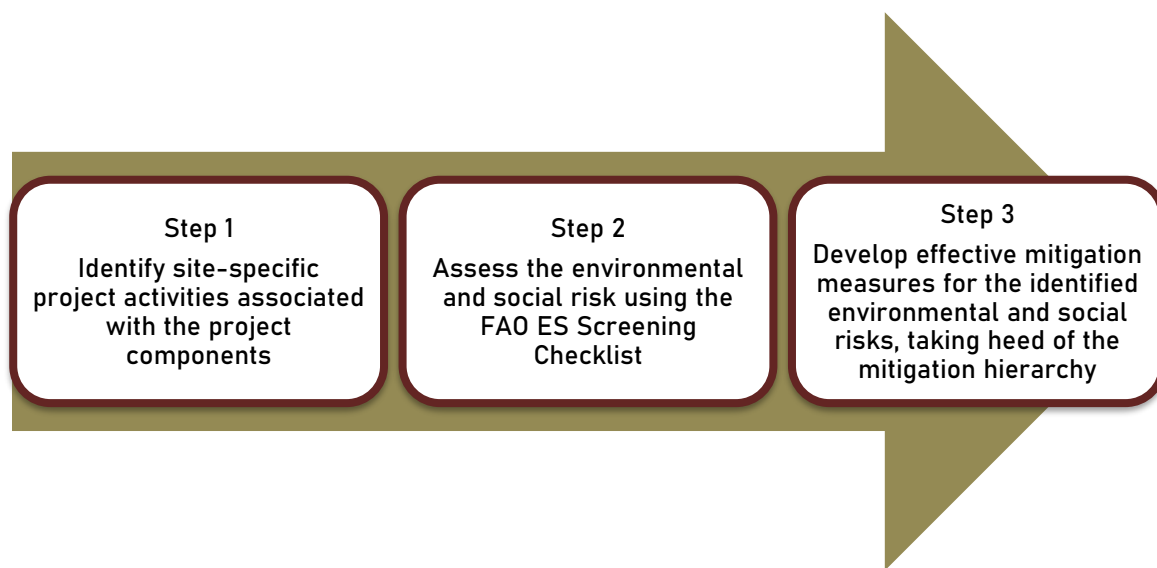 Step 1
Identify site-specific
project activities associated
with the project
components
Step 2
Assess the environmental
and social risk using the
FAO ES Screening
Checklist
Step 3
Develop effective mitigation
measures for the identified
environmental and social
risks, taking heed of the
mitigation hierarchy